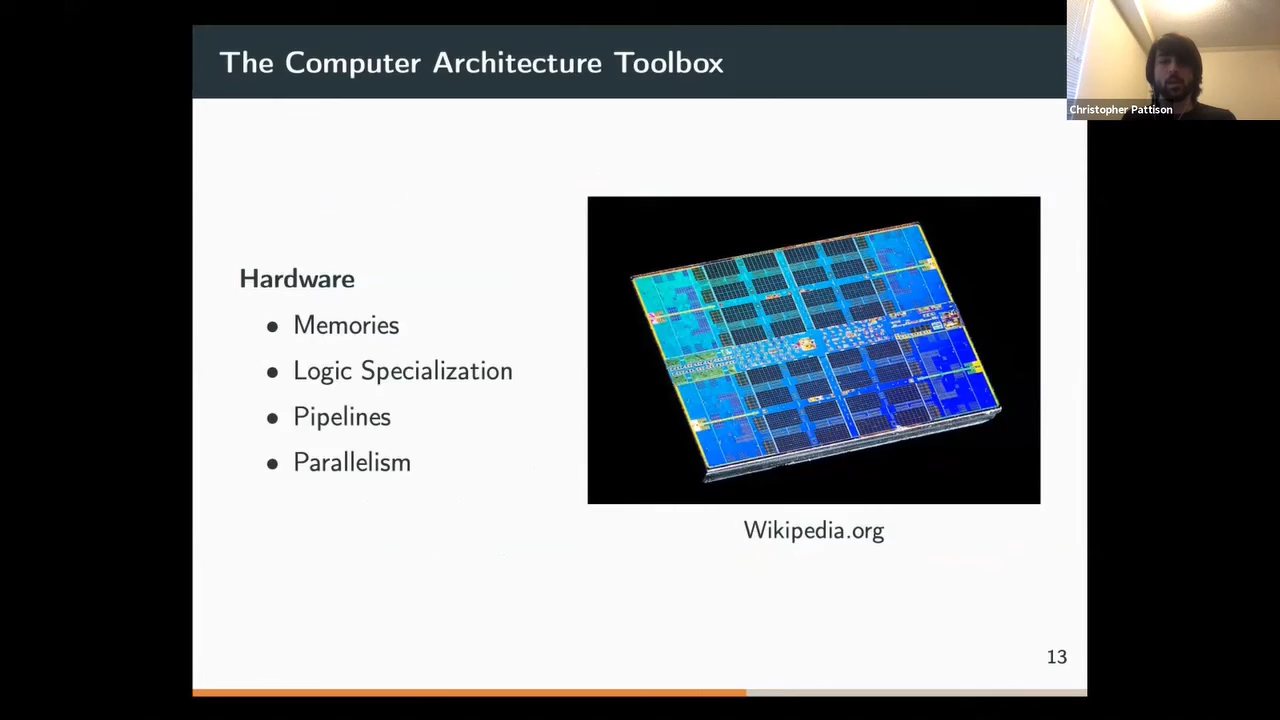 The Computer Architecture Toolbox
Christopher Pattison
Hardware
• Memories
• Logic Specialization
• Pipelines
• Parallelism
Wikipedia.org
13